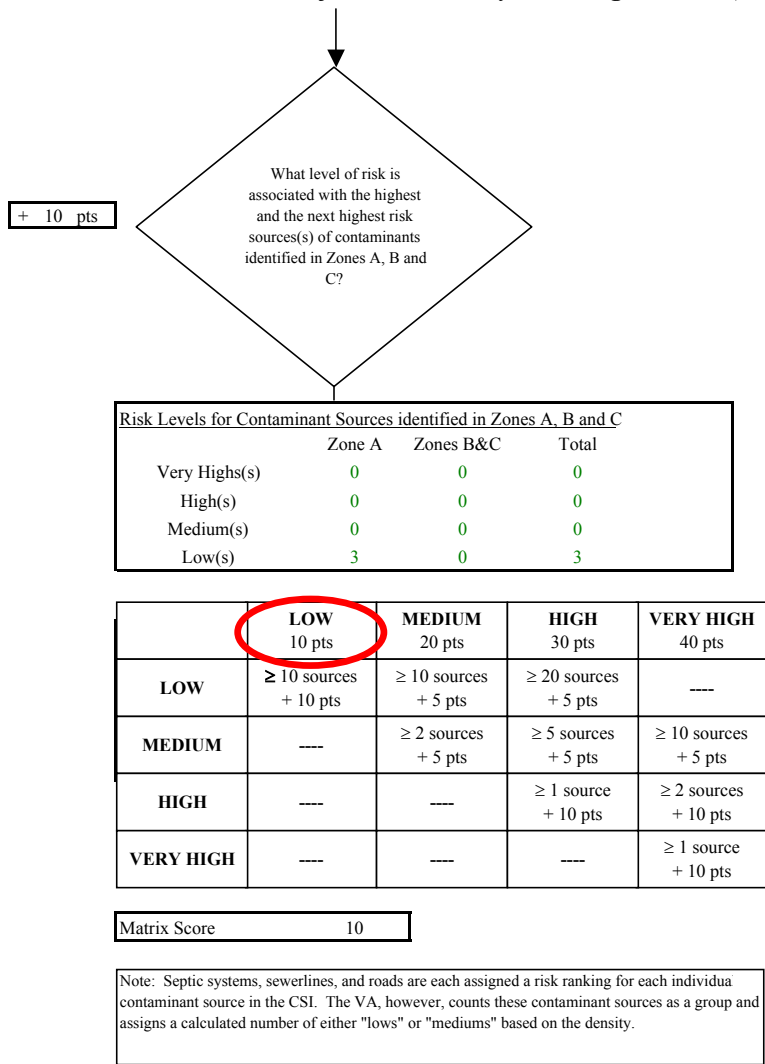 What level of risk is
associated with the highest
+ 10 pts
and the next highest risk
sources(s) of contaminants
identified in Zones A, B and
C?
Risk Levels for Contaminant Sources identified in Zones A, B and C
Zone A Zones B&C Total
Very Highs(s) 0 0 0
High(s) 0 0 0
Medium(s) 0 0 0
Low(s) 3 0 3
LOW MEDIUM HIGH VERY HIGH
10 pts 20 pts 30 pts 40 pts
LOW ≥ 10 sources + 10 pts ≥ 10 sources + 5 pts ≥ 20 sources + 5 pts ----
MEDIUM ---- ≥ 2 sources + 5 pts ≥ 5 sources + 5 pts ≥ 10 sources + 5 pts
HIGH ---- ---- ≥ 1 source + 10 pts ≥ 2 sources + 10 pts
VERY HIGH ---- ---- ---- ≥ 1 source + 10 pts
Matrix Score 10
Note: Septic systems, sewerlines, and roads are each assigned a risk ranking for each individua
contaminant source in the CSI. The VA, however, counts these contaminant sources as a group and
assigns a calculated number of either "lows" or "mediums" based on the density.